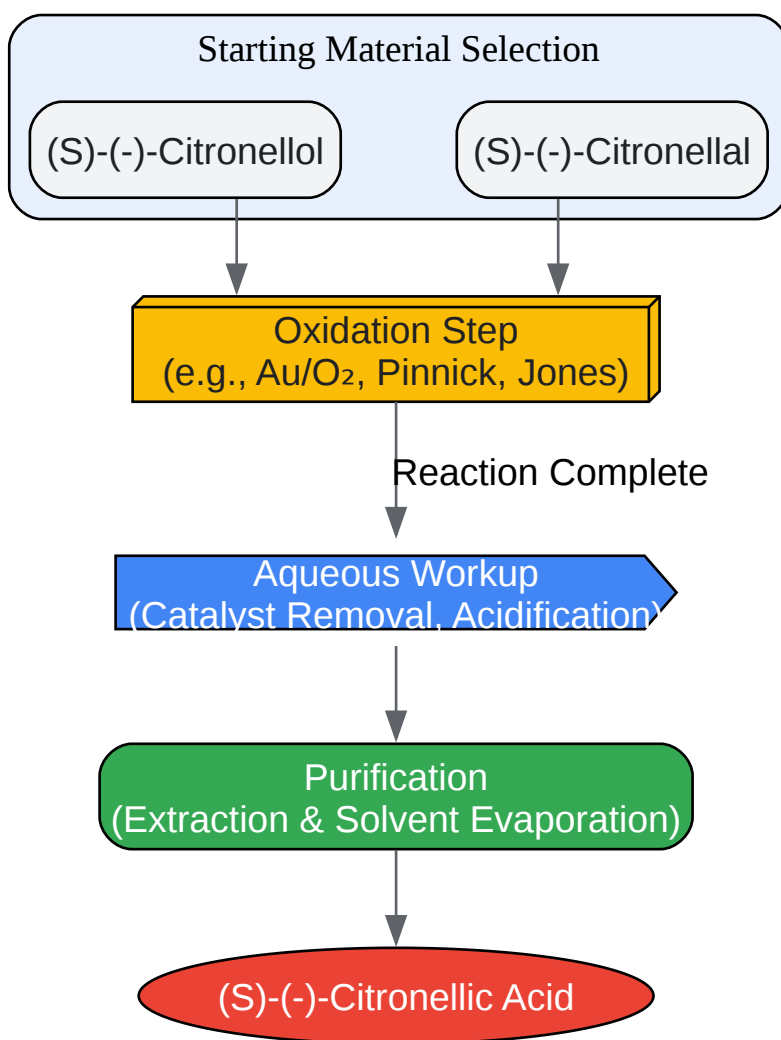 Starting Material Selection
(S)-(-)-Citronellol
(S)-(-)-Citronellal
Oxidation Step
(e.g., Au/O₂, Pinnick, Jones)
Reaction Complete
Aqueous Workup
(Catalyst Removal, Acidification)
Purification
(Extraction & Solvent Evaporation)
(S)-(-)-Citronellic Acid